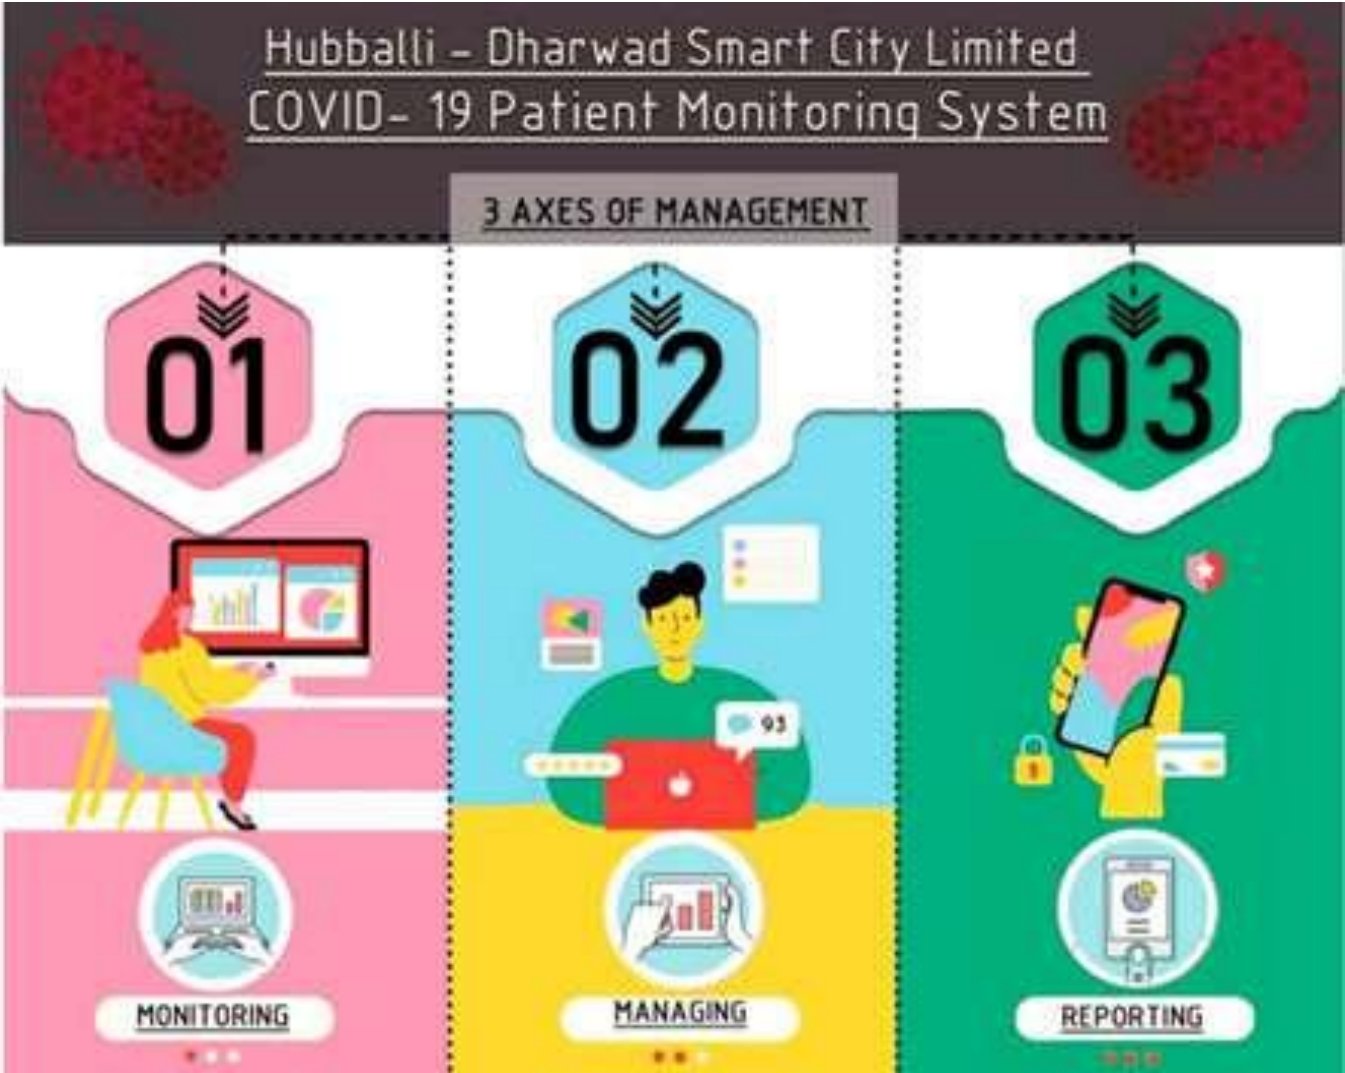 Hubballi - Dharwad Smart City Limited
COVID- 19 Patient Monitoring System
3 AXES OF MANAGEMENT
01
02
03
93
MONITORING
MANAGING
REPORTING